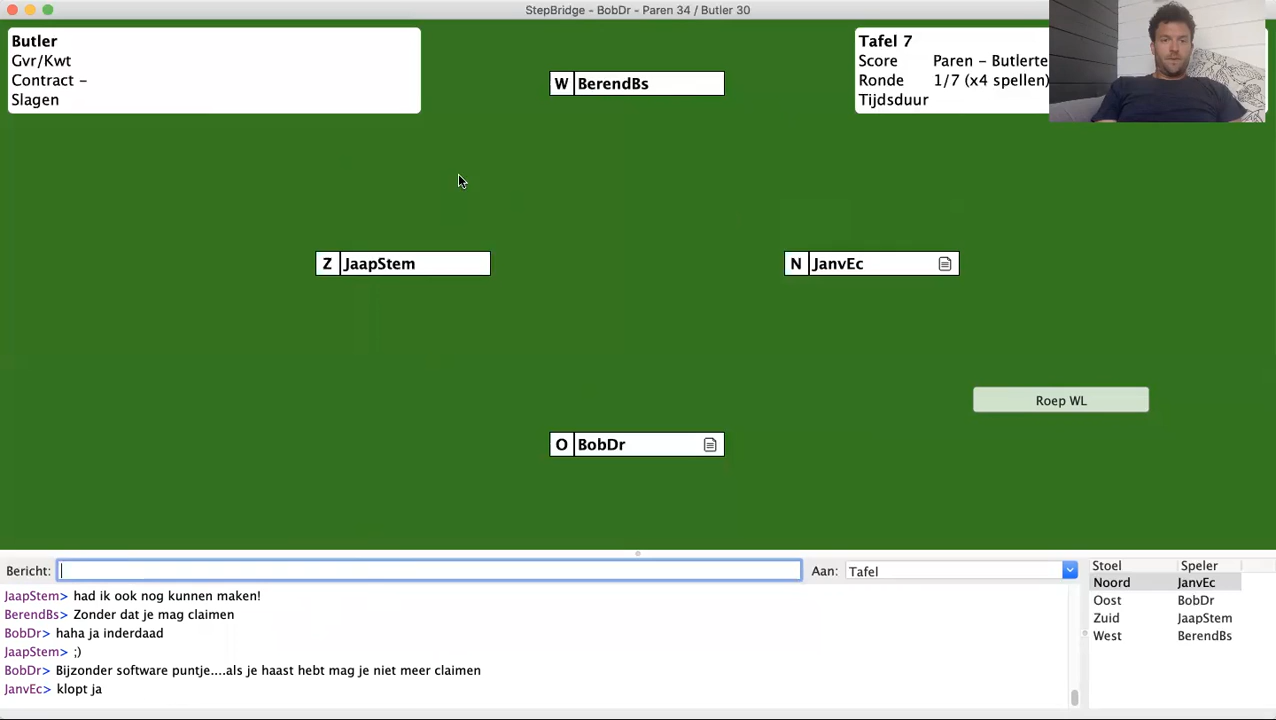 StepBridge - BobDr - Paren 34 / Butler 30
Butler
Gvr/Kwt
Contract -
Slagen
Tafel 7
Score Paren - Butlerte
Ronde 1/7 (x4 spellen)
Tijdsduur
W BerendBs
Z JaapStem
N JanvEc
O BobDr
Roep WL
Bericht:
Aan: Tafel
JaapStem> had ik ook nog kunnen maken!
BerendBs> Zonder dat je mag claimen
BobDr> haha ja inderdaad
JaapStem> ;)
BobDr> Bijzonder software puntje....als je haast hebt mag je niet meer claimen
JanvEc> klopt ja
Stoel Speler
Noord JanvEc
Oost BobDr
Zuid JaapStem
West BerendBs